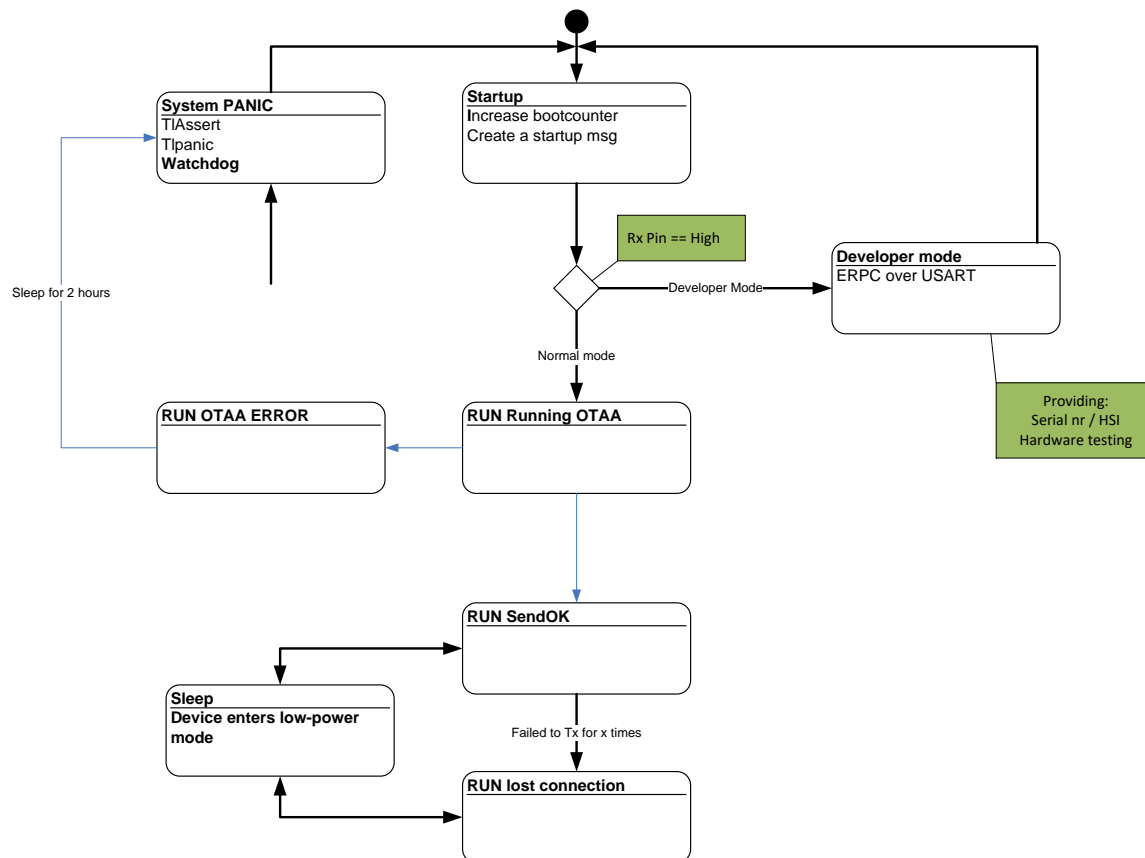 System PANIC
TlAssert
Tlpanic
Watchdog
Startup
Increase bootcounter
Create a startup msg
Rx Pin == High
Developer mode
ERPC over USART
Developer Mode
Sleep for 2 hours
Normal mode
Providing:
Serial nr / HSI
Hardware testing
RUN OTAA ERROR
RUN Running OTAA
RUN SendOK
Sleep
Device enters low-power
mode
Failed to Tx for x times
RUN lost connection